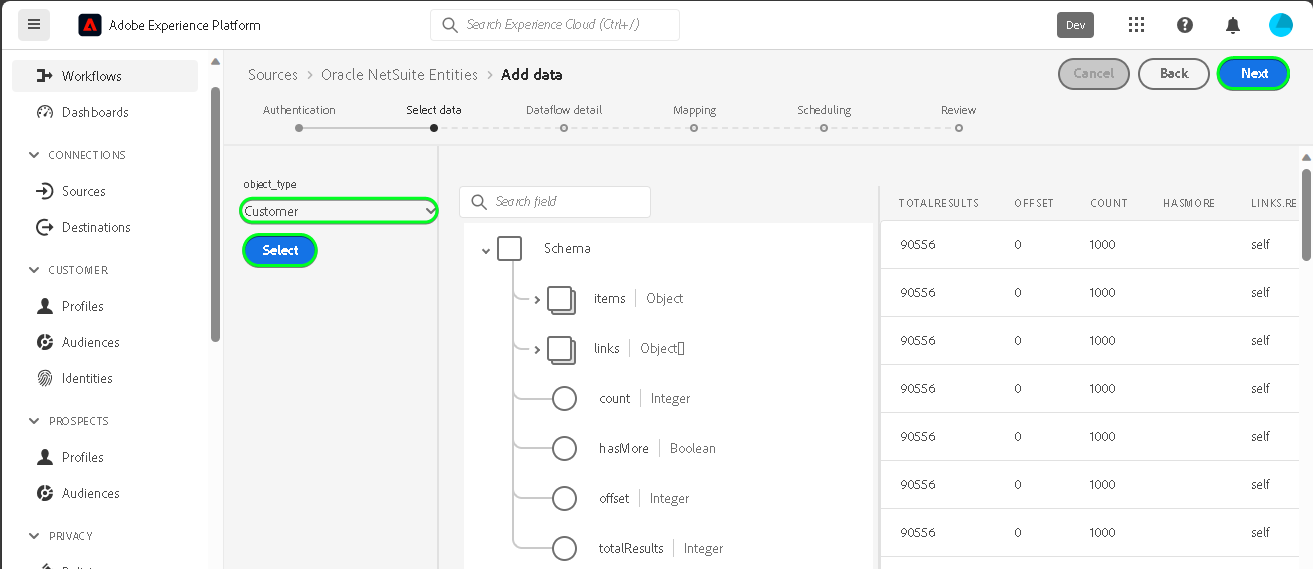 Adobe Experience Platform
Search Experience Cloud (Ctrl+/)
Dev
Workflows
Dashboards
CONNECTIONS
Sources
Destinations
CUSTOMER
Profiles
Audiences
Identities
PROSPECTS
Profiles
Audiences
PRIVACY
Sources > Oracle NetSuite Entities > Add data
Cancel
Back
Next
Authentication
Select data
Dataflow detail
Mapping
Scheduling
Review
object_type
Customer
Select
Search field
Schema
items | Object
links | Object[]
count | Integer
hasMore | Boolean
offset | Integer
totalResults | Integer
TOTALRESULTS OFFSET COUNT HASMORE LINKS.RE
90556 0 1000 self
90556 0 1000 self
90556 0 1000 self
90556 0 1000 self
90556 0 1000 self
90556 0 1000 self
90556 0 1000 self